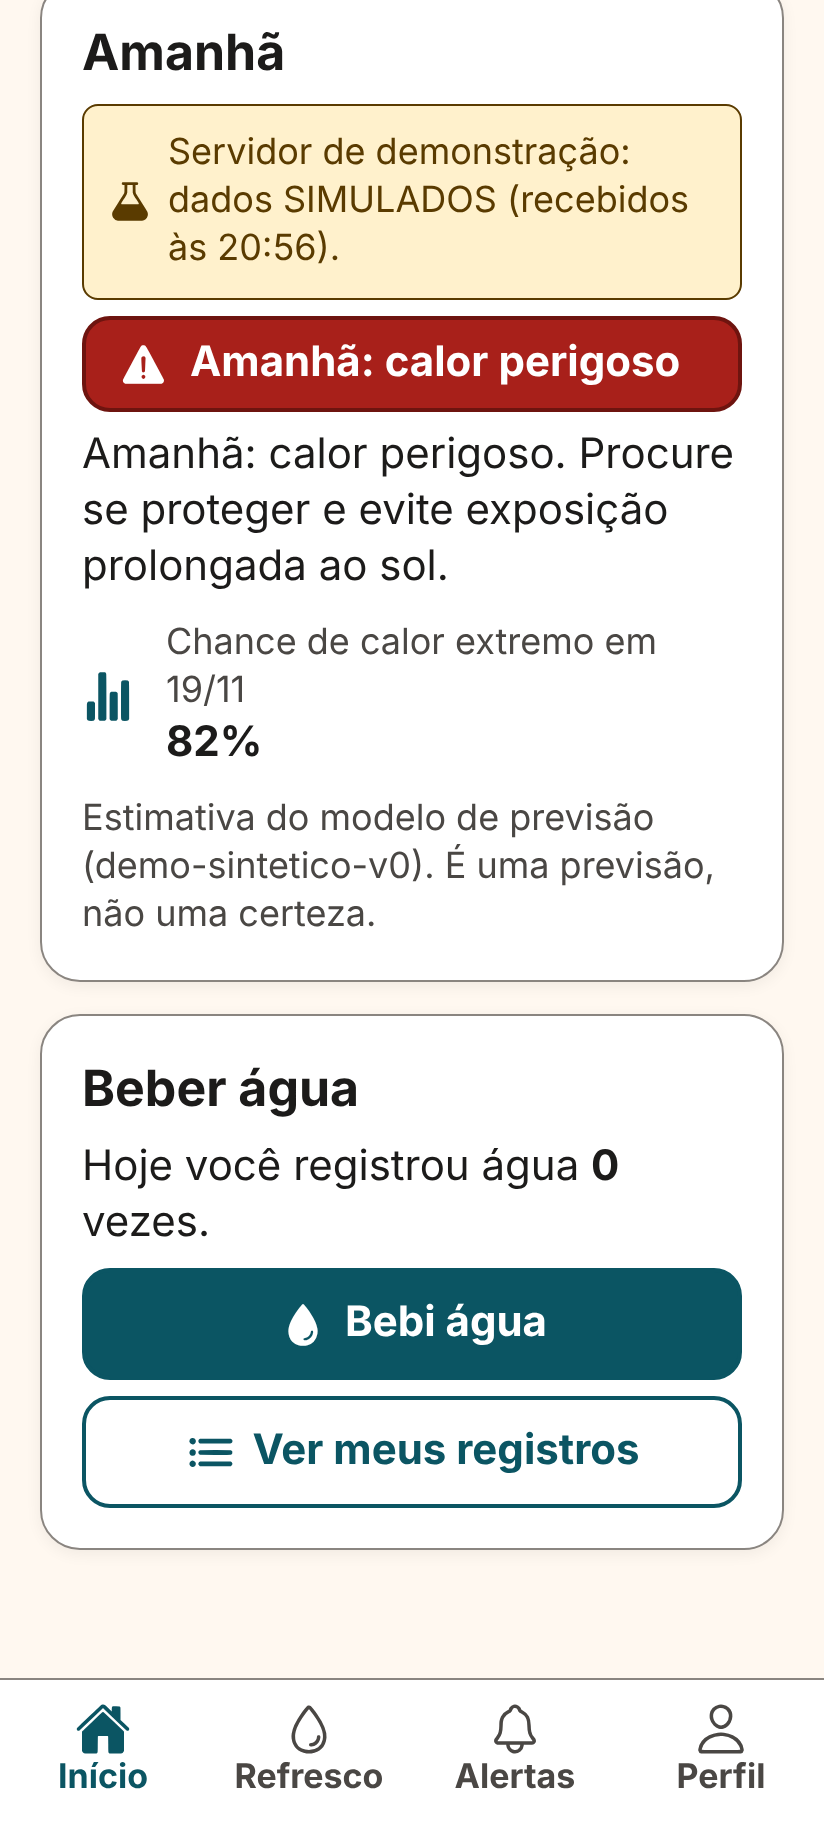 Amanhã
Servidor de demonstração:
dados SIMULADOS (recebidos
às 20:56).
Amanhã: calor perigoso
Amanhã: calor perigoso. Procure
se proteger e evite exposição
prolongada ao sol.
Chance de calor extremo em
19/11
82%
Estimativa do modelo de previsão
(demo-sintetico-v0). É uma previsão,
não uma certeza.
Beber água
Hoje você registrou água 0
vezes.
Bebi água
Ver meus registros
Início
Refresco
Alertas
Perfil